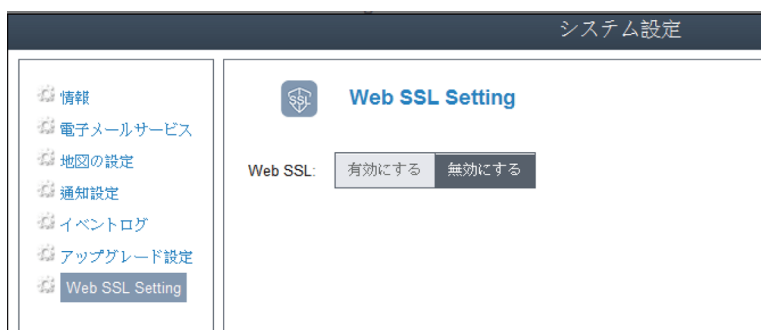 システム設定
情報
電子メールサービス
地図の設定
通知設定
イベントログ
アップグレード設定
Web SSL Setting
SSL
Web SSL Setting
Web SSL: 有効にする 無効にする